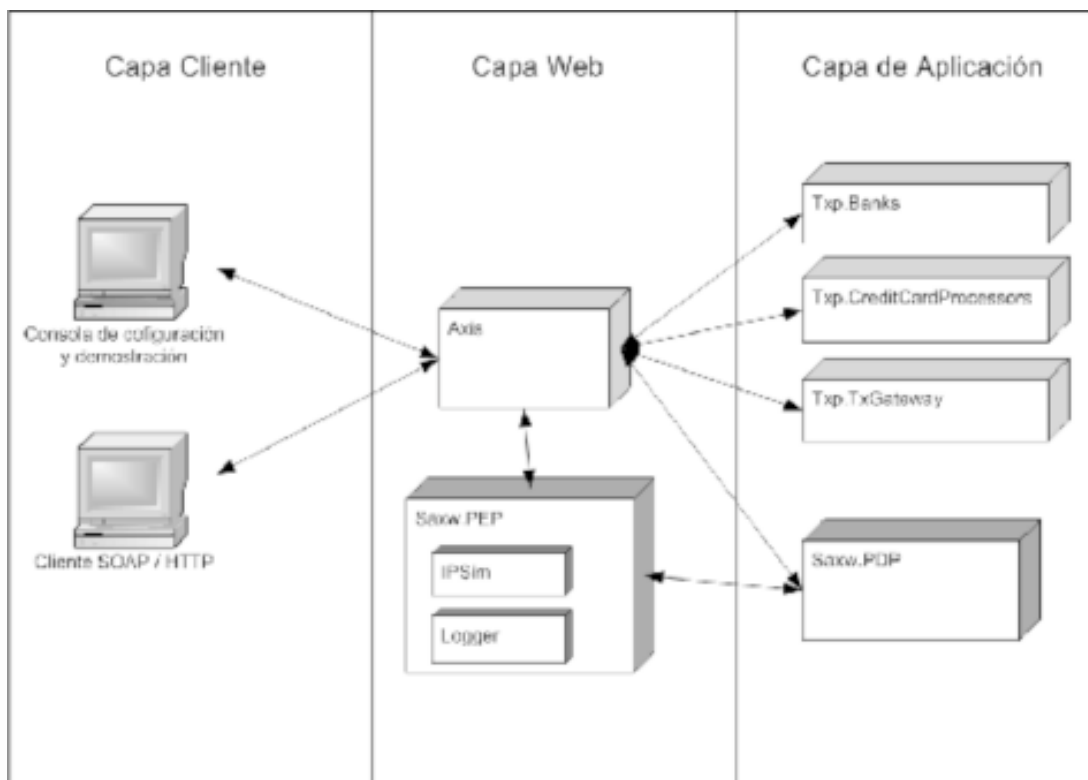 Capa Cliente
Capa Web
Capa de Aplicación
Consola de cofiguración
y demostración
Cliente SOAP / HTTP
Axis
Saxw.PEP
IPSim
Logger
Txp.Banks
Txp.CreditCardProcessors
Txp.TxGateway
Saxw.PDP